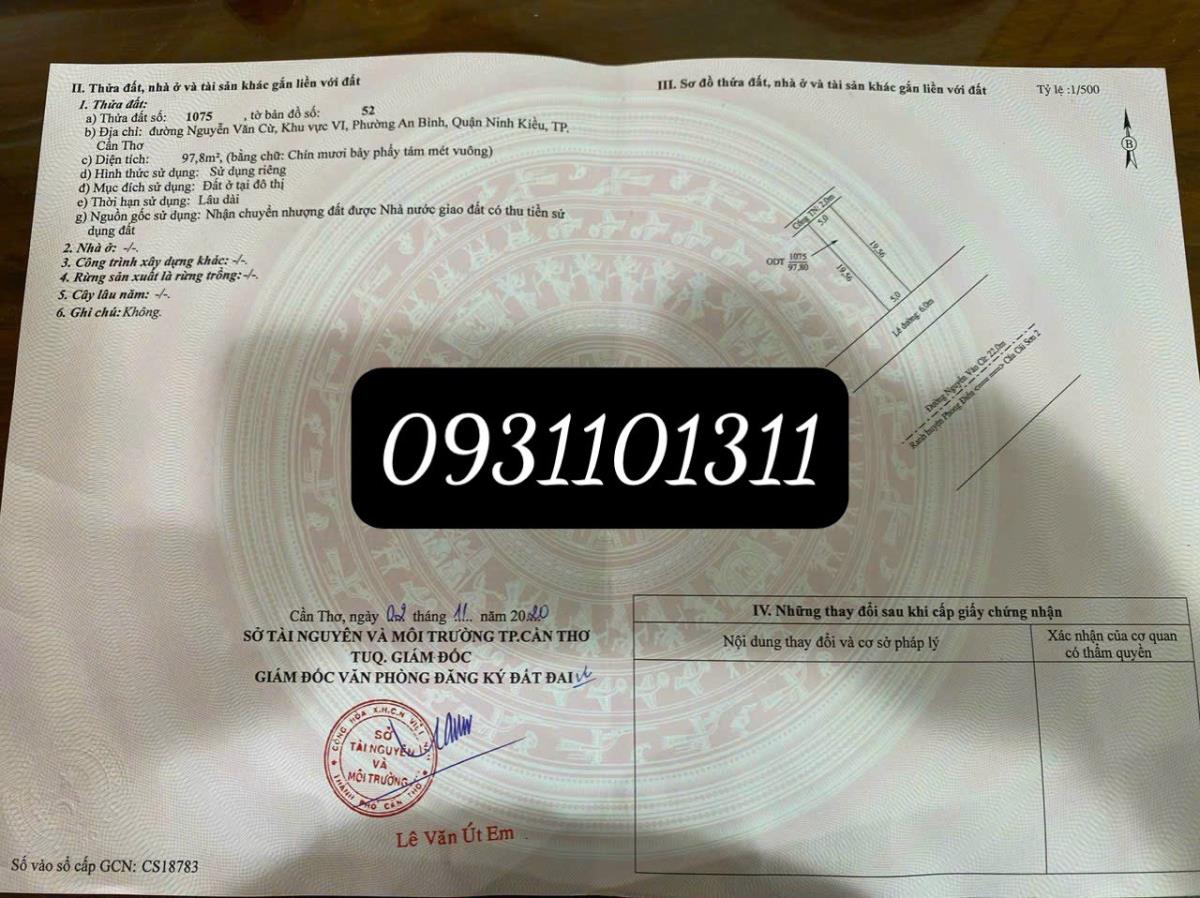 II. Thửa đất, nhà ở và tài sản khác gắn liền với đất
1. Thửa đất:
a) Thửa đất số: 1075 , tờ bản đồ số: 52
b) Địa chỉ: đường Nguyễn Văn Cừ, Khu vực VI, Phường An Bình, Quận Ninh Kiều, TP.
Cần Thơ
c) Diện tích: 97,8m², (bằng chữ: Chín mươi bảy phẩy tám mét vuông)
d) Hình thức sử dụng: Sử dụng riêng
đ) Mục đích sử dụng: Đất ở tại đô thị
e) Thời hạn sử dụng: Lâu dài
g) Nguồn gốc sử dụng: Nhận chuyển nhượng đất được Nhà nước giao đất có thu tiền sử
dụng đất
2. Nhà ở: -/-.
3. Công trình xây dựng khác: -/-.
4. Rừng sản xuất là rừng trồng: -/-.
5. Cây lâu năm: -/-.
6. Ghi chú: Không.
III. Sơ đồ thửa đất, nhà ở và tài sản khác gắn liền với đất
Tỷ lệ :1/500
B
Cống TN: 2,0m
5,0
19,56
ODT 1075
97,80
19,56
5,0
Lề đường: 6,0m
Đường Nguyễn Văn Cừ: 22,0m
Ranh huyện Phong Điền <===> Cầu Cái Sơn 2
0931101311
Cần Thơ, ngày 02 tháng 11 năm 2020
SỞ TÀI NGUYÊN VÀ MÔI TRƯỜNG TP.CẦN THƠ
TUQ. GIÁM ĐỐC
GIÁM ĐỐC VĂN PHÒNG ĐĂNG KÝ ĐẤT ĐAI
CỘNG HÒA X.H.C.N VIỆT
SỞ
TÀI NGUYÊN
VÀ
MÔI TRƯỜNG
THÀNH PHỐ CẦN THƠ
Lê Văn Út Em
Số vào sổ cấp GCN: CS18783
IV. Những thay đổi sau khi cấp giấy chứng nhận
Nội dung thay đổi và cơ sở pháp lý
Xác nhận của cơ quan
có thẩm quyền